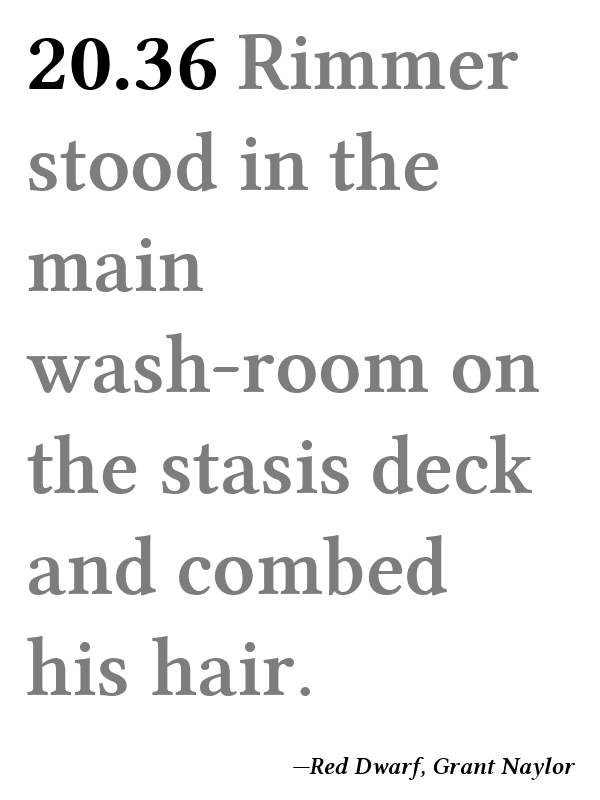 20.36 Rimmer
stood in the
main
wash-room on
the stasis deck
and combed
his hair.
—Red Dwarf, Grant Naylor